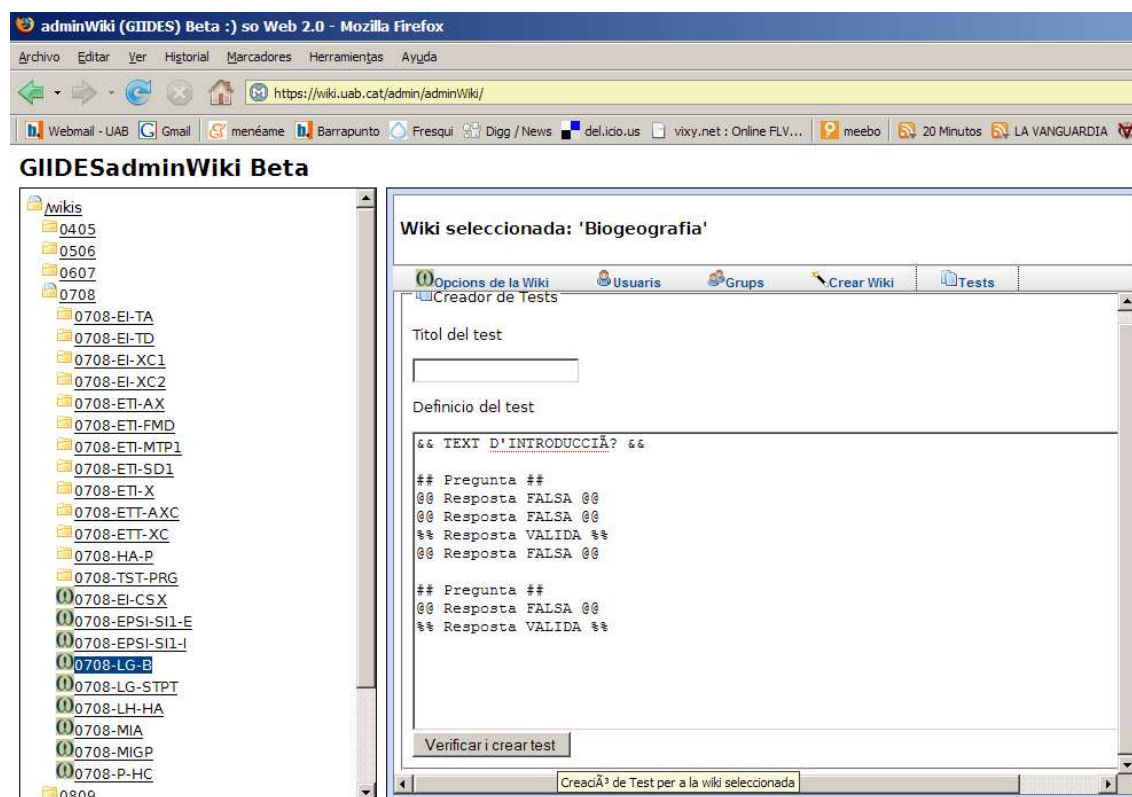 adminWiki (GIIDES) Beta :) so Web 2.0 - Mozilla Firefox
Archivo Editar Ver Historial Marcadores Herramientas Ayuda
https://wiki.uab.cat/admin/adminWiki/
Webmail - UAB Gmail menéame Barrapunto Fresqui Digg / News del.icio.us vixy.net : Online FLV... meebo 20 Minutos LA VANGUARDIA
GIIDESadminWiki Beta
/wikis
0405
0506
0607
0708
0708-EI-TA
0708-EI-TD
0708-EI-XC1
0708-EI-XC2
0708-ETI-AX
0708-ETI-FMD
0708-ETI-MTP1
0708-ETI-SD1
0708-ETI-X
0708-ETT-AXC
0708-ETT-XC
0708-HA-P
0708-TST-PRG
0708-EI-CSX
0708-EPSI-SI1-E
0708-EPSI-SI1-I
0708-LG-B
0708-LG-STPT
0708-LH-HA
0708-MIA
0708-MIGP
0708-P-HC
0809
Wiki seleccionada: 'Biogeografia'
Opcions de la Wiki Usuaris Grups Crear Wiki Tests
Creador de Tests
Titol del test
Definicio del test
&& TEXT D'INTRODUCCIÃ? &&
## Pregunta ##
@@ Resposta FALSA @@
@@ Resposta FALSA @@
%% Resposta VALIDA %%
@@ Resposta FALSA @@
## Pregunta ##
@@ Resposta FALSA @@
%% Resposta VALIDA %%
Verificar i crear test
CreaciÃ³ de Test per a la wiki seleccionada